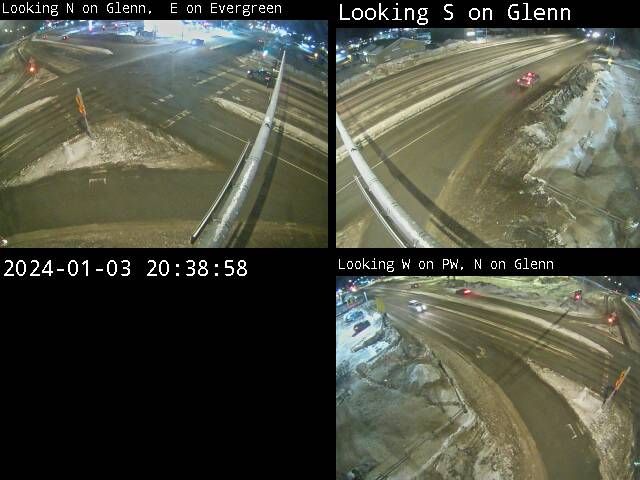 Looking N on Glenn,  E on Evergreen
Looking S on Glenn
2024-01-03 20:38:58
Looking W on PW, N on Glenn